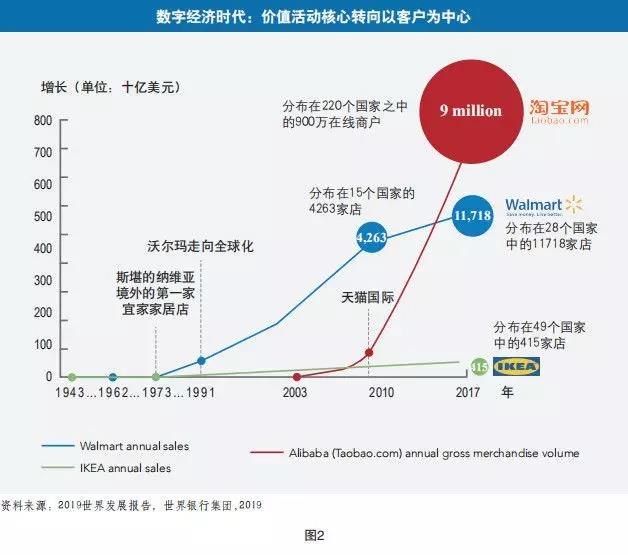 数字经济时代：价值活动核心转向以客户为中心
增长（单位：十亿美元）
800
700
600
500
400
300
200
100
0
分布在220个国家之中
的900万在线商户
9 million
淘宝网
Taobao.com
分布在15个国家的
4263家店
4,263
11,718
Walmart
Save money. Live better.
分布在28个国家
中的11718家店
沃尔玛走向全球化
斯堪的纳维亚
境外的第一家
宜家家居店
天猫国际
分布在49个国家
中的415家店
415
IKEA
1943...1962...1973...1991 2003 2010 2017 年
Walmart annual sales
IKEA annual sales
Alibaba (Taobao.com) annual gross merchandise volume
资料来源：2019世界发展报告，世界银行集团,2019
图2